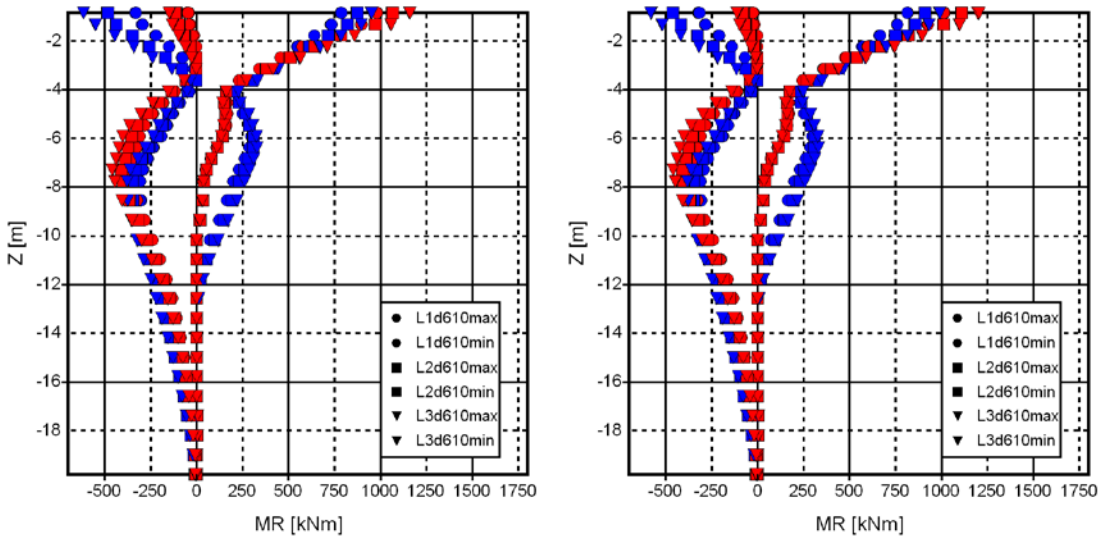 -2
-4
-6
-8
-10
-12
-14
-16
-18
Z [m]
-500
-250
0
250
500
750
1000
1250
1500
1750
MR [kNm]
L1d610max
L1d610min
L2d610max
L2d610min
L3d610max
L3d610min
-2
-4
-6
-8
-10
-12
-14
-16
-18
Z [m]
-500
-250
0
250
500
750
1000
1250
1500
1750
MR [kNm]
L1d610max
L1d610min
L2d610max
L2d610min
L3d610max
L3d610min